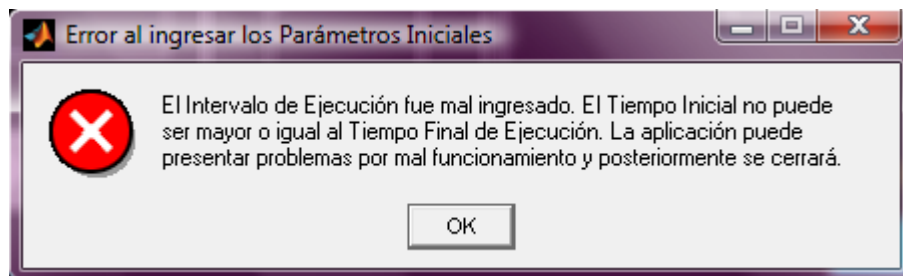 Error al ingresar los Parámetros Iniciales
El Intervalo de Ejecución fue mal ingresado. El Tiempo Inicial no puede
ser mayor o igual al Tiempo Final de Ejecución. La aplicación puede
presentar problemas por mal funcionamiento y posteriormente se cerrará.
OK